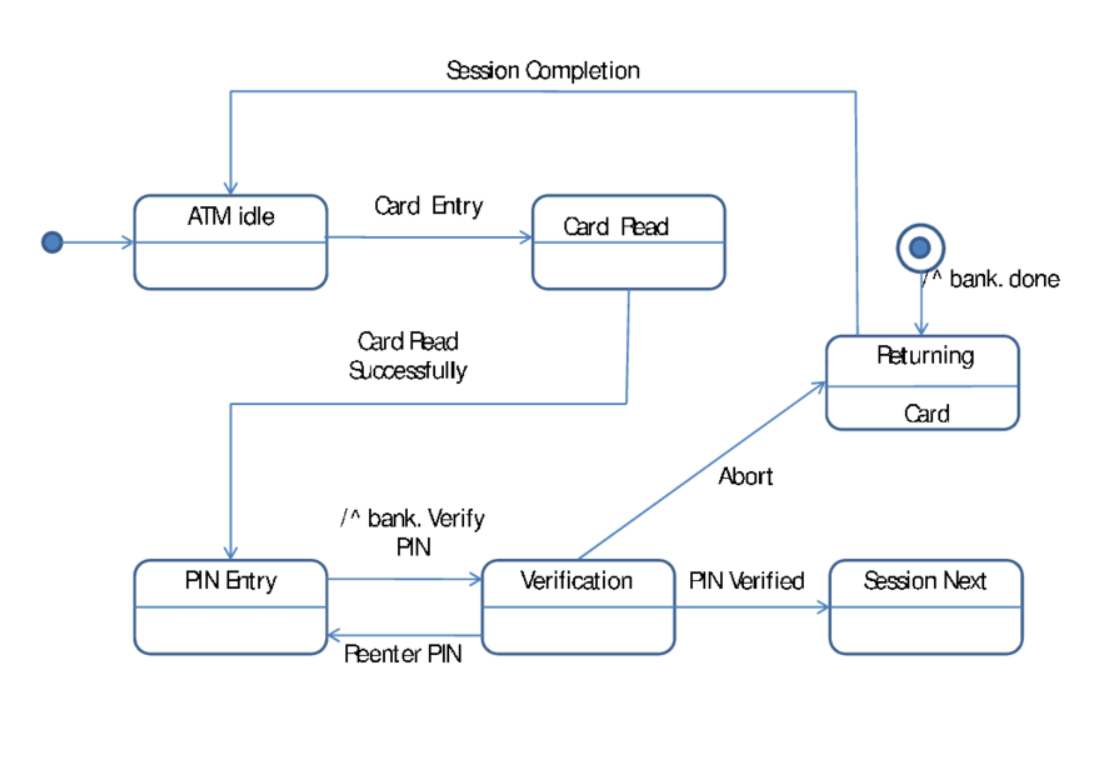 Session Completion
ATM idle
Card Entry
Card Read
/^ bank. done
Card Read
Successfully
Returning
Card
Abort
/^ bank. Verify
PIN
PIN Entry
Verification
PIN Verified
Session Next
Reenter PIN